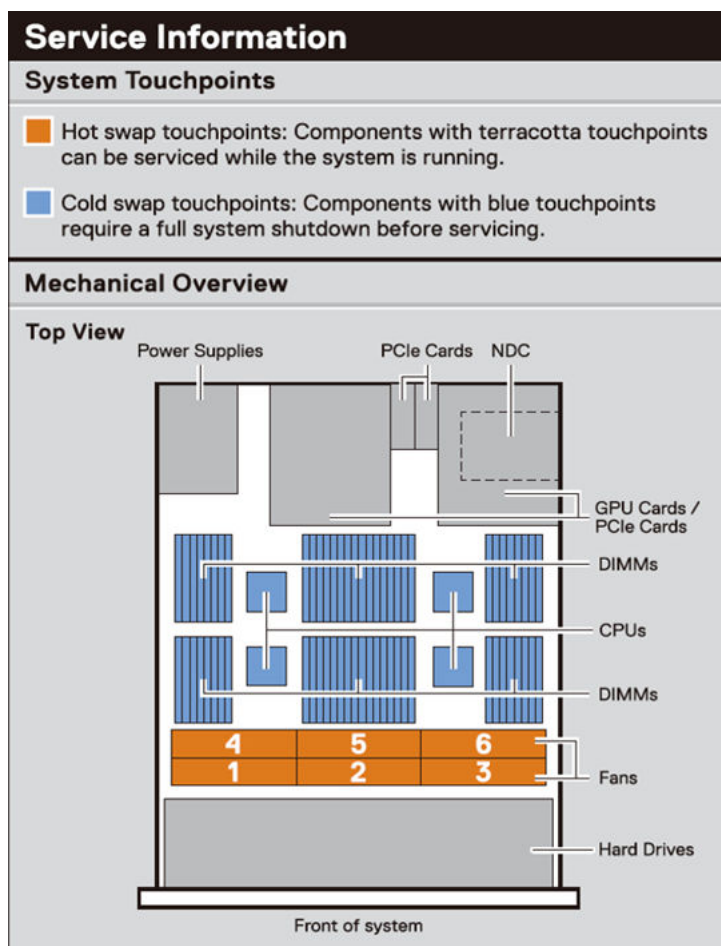 Service Information
System Touchpoints
Hot swap touchpoints: Components with terracotta touchpoints
can be serviced while the system is running.
Cold swap touchpoints: Components with blue touchpoints
require a full system shutdown before servicing.
Mechanical Overview
Top View
Power Supplies
PCIe Cards
NDC
GPU Cards /
PCIe Cards
DIMMs
CPUs
DIMMs
4 5 6
1 2 3
Fans
Hard Drives
Front of system